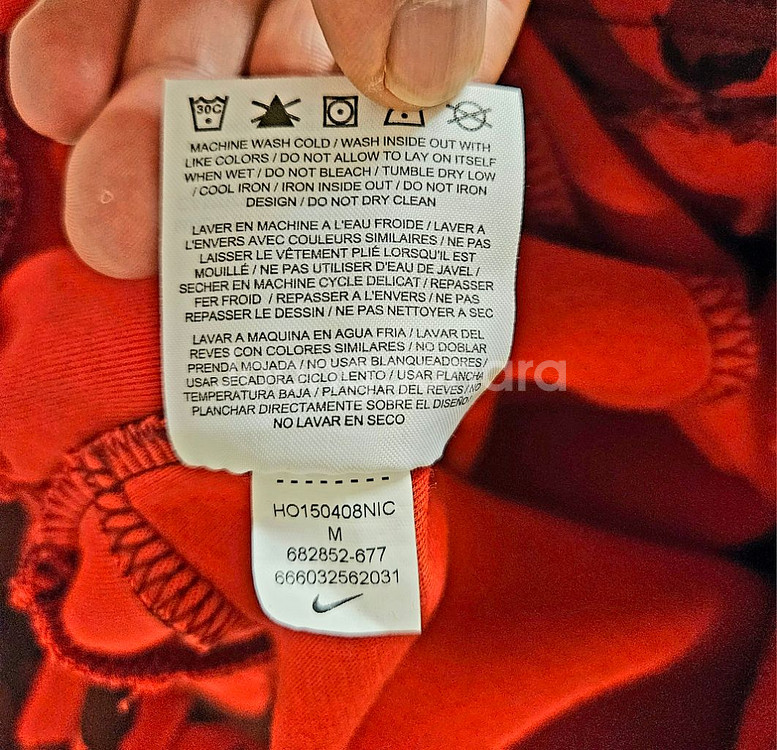 30C
MACHINE WASH COLD / WASH INSIDE OUT WITH
LIKE COLORS / DO NOT ALLOW TO LAY ON ITSELF
WHEN WET / DO NOT BLEACH / TUMBLE DRY LOW
/ COOL IRON / IRON INSIDE OUT / DO NOT IRON
DESIGN / DO NOT DRY CLEAN
LAVER EN MACHINE A L'EAU FROIDE / LAVER A
L'ENVERS AVEC COULEURS SIMILAIRES / NE PAS
LAISSER LE VÊTEMENT PLIÉ LORSQU'IL EST
MOUILLÉ / NE PAS UTILISER D'EAU DE JAVEL /
SECHER EN MACHINE CYCLE DELICAT / REPASSER
FER FROID / REPASSER A L'ENVERS / NE PAS
REPASSER LE DESSIN / NE PAS NETTOYER A SEC
LAVAR A MAQUINA EN AGUA FRIA / LAVAR DEL
REVES CON COLORES SIMILARES / NO DOBLAR
PRENDA MOJADA / NO USAR BLANQUEADORES /
USAR SECADORA CICLO LENTO / USAR PLANCHA
TEMPERATURA BAJA / PLANCHAR DEL REVES / NO
PLANCHAR DIRECTAMENTE SOBRE EL DISEÑO /
NO LAVAR EN SECO
HO150408NIC
M
682852-677
666032562031